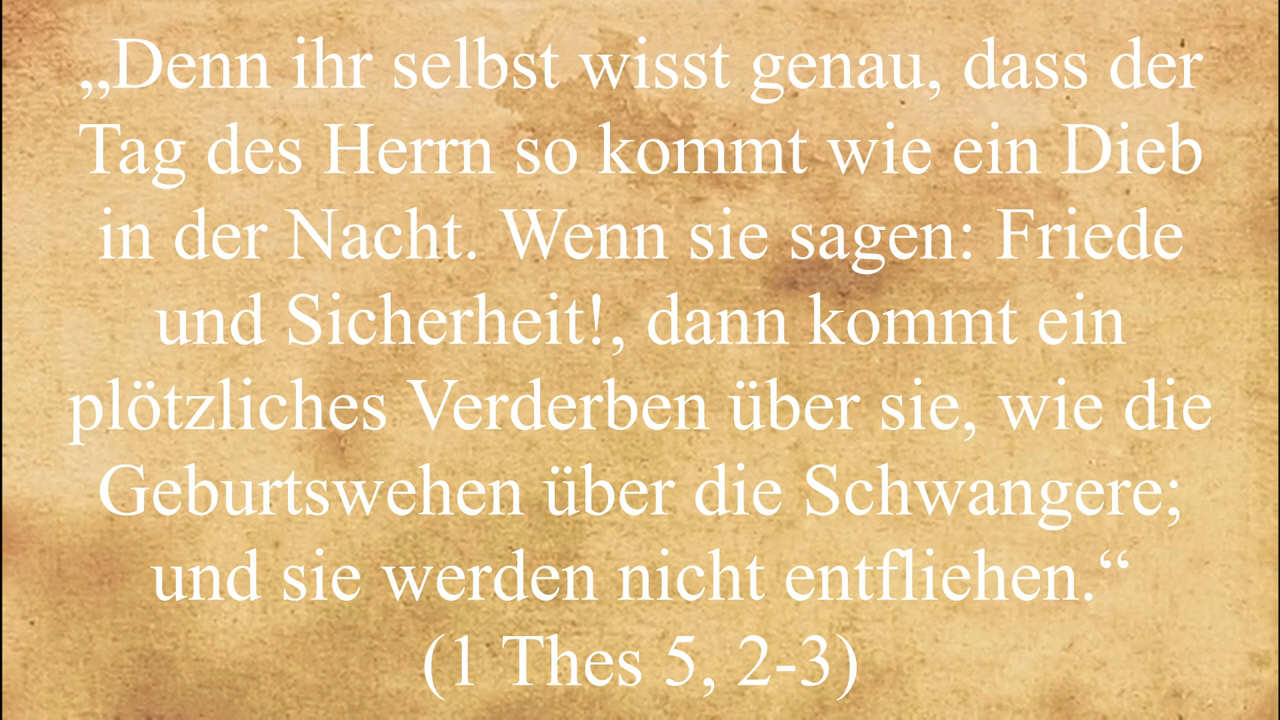 „Denn ihr selbst wisst genau, dass der
Tag des Herrn so kommt wie ein Dieb
in der Nacht. Wenn sie sagen: Friede
und Sicherheit!, dann kommt ein
plötzliches Verderben über sie, wie die
Geburtswehen über die Schwangere;
und sie werden nicht entfliehen.“
(1 Thes 5, 2-3)